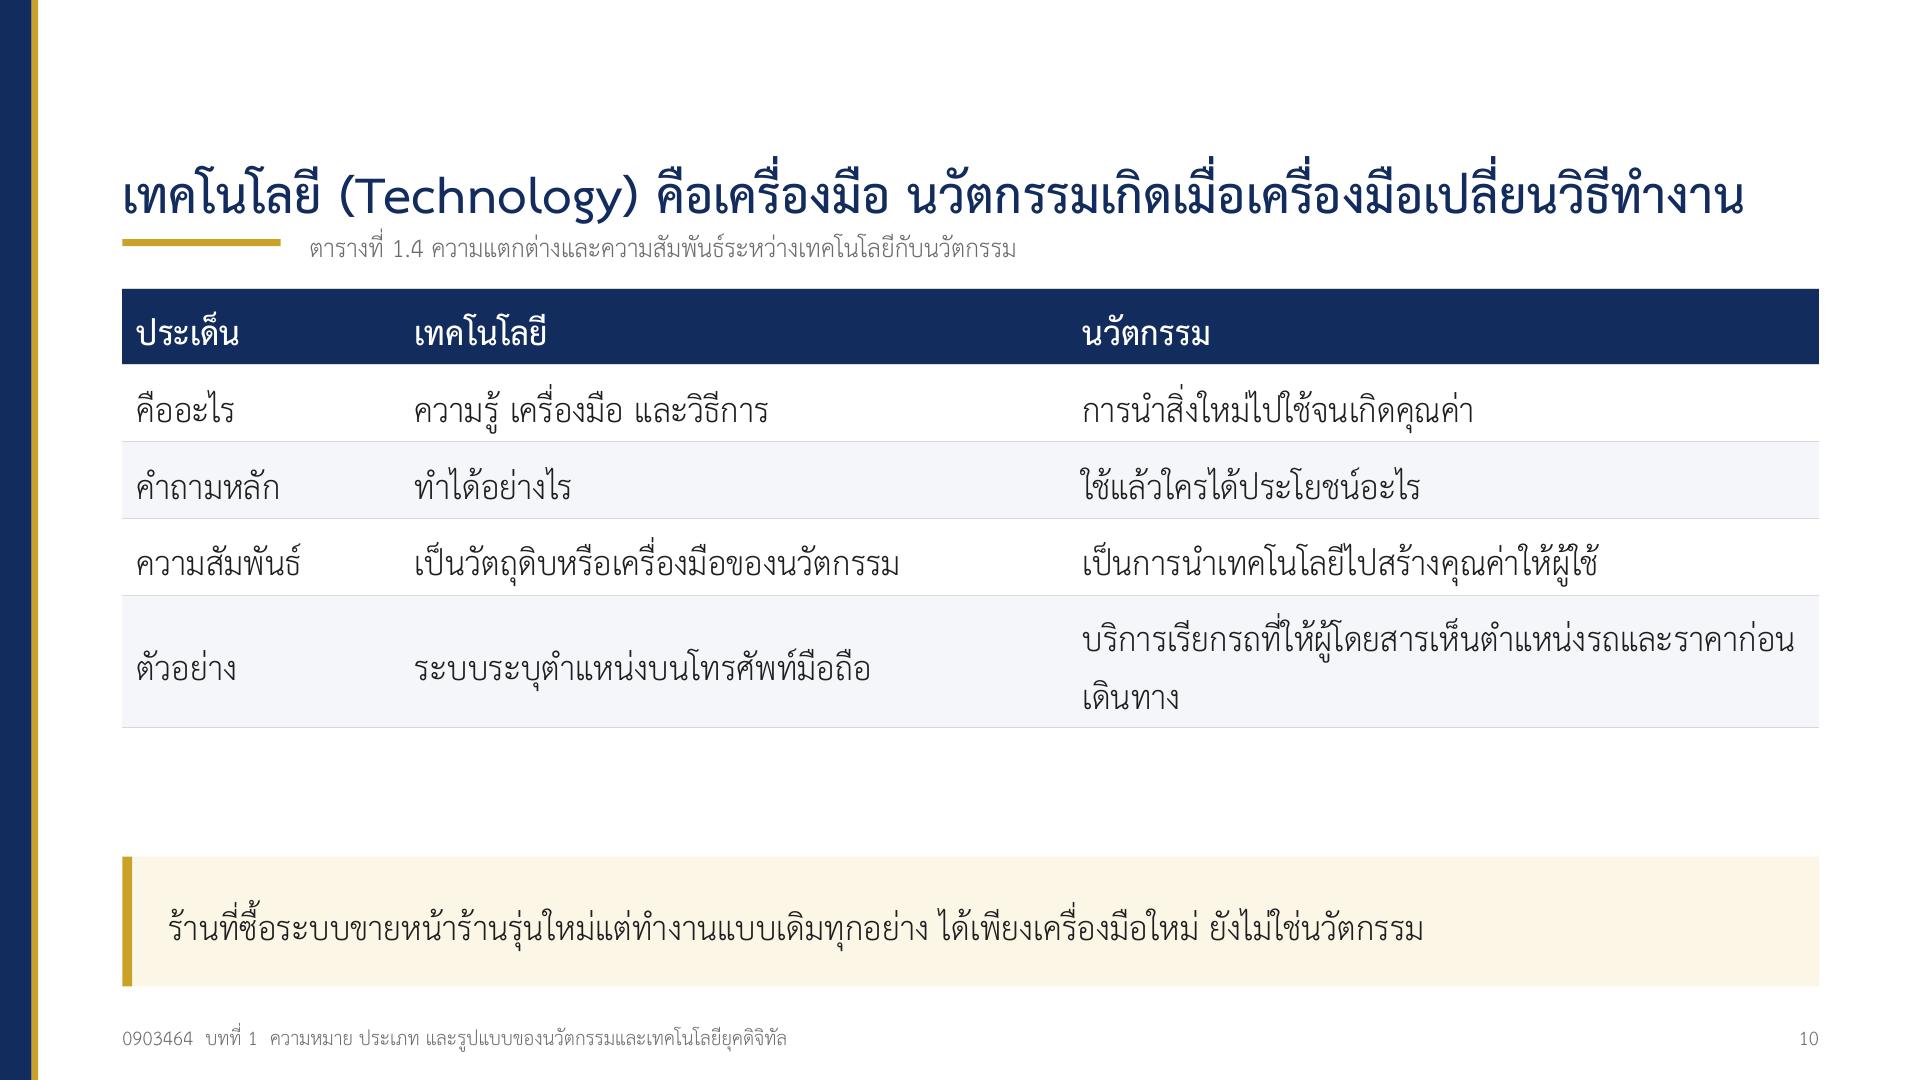 เทคโนโลยี (Technology) คือเครื่องมือ นวัตกรรมเกิดเมื่อเครื่องมือเปลี่ยนวิธีทำงาน
ตารางที่ 1.4 ความแตกต่างและความสัมพันธ์ระหว่างเทคโนโลยีกับนวัตกรรม
ประเด็น เทคโนโลยี นวัตกรรม
คืออะไร ความรู้ เครื่องมือ และวิธีการ การนำสิ่งใหม่ไปใช้จนเกิดคุณค่า
คำถามหลัก ทำได้อย่างไร ใช้แล้วใครได้ประโยชน์อะไร
ความสัมพันธ์ เป็นวัตถุดิบหรือเครื่องมือของนวัตกรรม เป็นการนำเทคโนโลยีไปสร้างคุณค่าให้ผู้ใช้
ตัวอย่าง ระบบระบุตำแหน่งบนโทรศัพท์มือถือ บริการเรียกรถที่ให้ผู้โดยสารเห็นตำแหน่งรถและราคาก่อน
เดินทาง
ร้านที่ซื้อระบบขายหน้าร้านรุ่นใหม่แต่ทำงานแบบเดิมทุกอย่าง ได้เพียงเครื่องมือใหม่ ยังไม่ใช่นวัตกรรม
0903464 บทที่ 1 ความหมาย ประเภท และรูปแบบของนวัตกรรมและเทคโนโลยียุคดิจิทัล 10